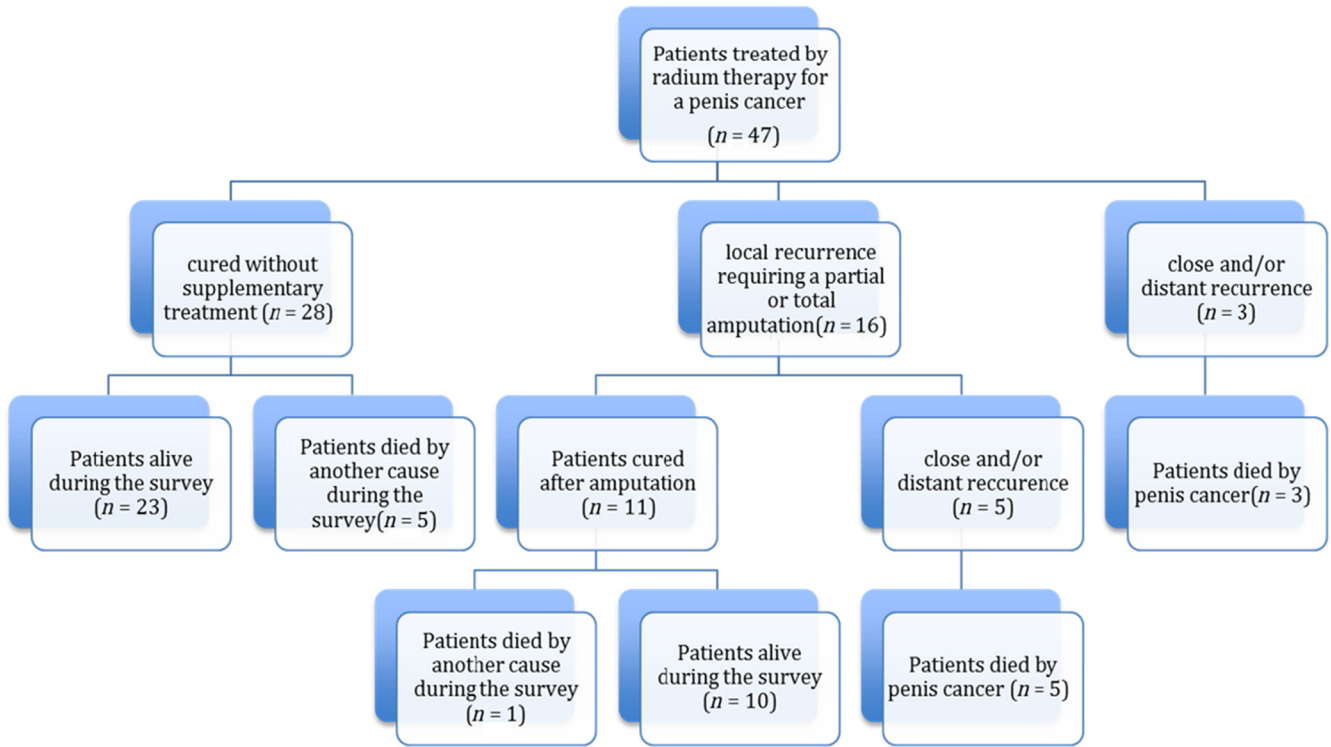 Patients treated by
radium therapy for
a penis cancer
(n = 47)
cured without
supplementary
treatment (n = 28)
local recurrence
requiring a partial
or total
amputation(n = 16)
close and/or
distant recurrence
(n = 3)
Patients alive
during the survey
(n = 23)
Patients died by
another cause
during the
survey(n = 5)
Patients cured
after amputation
(n = 11)
close and/or
distant reccurence
(n = 5)
Patients died by
penis cancer(n = 3)
Patients died by
another cause
during the survey
(n = 1)
Patients alive
during the survey
(n = 10)
Patients died by
penis cancer (n = 5)